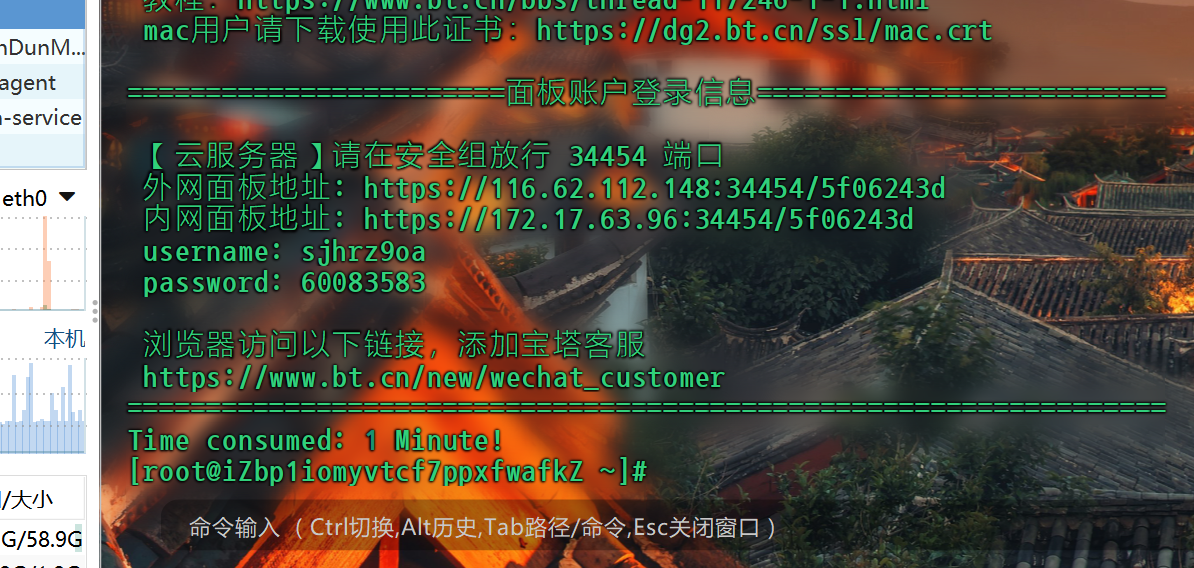 教程：https://www.bt.cn/bbs/thread-117246-1-1.html
mac用户请下载使用此证书：https://dg2.bt.cn/ssl/mac.crt
========================面板账户登录信息==========================
【云服务器】请在安全组放行 34454 端口
外网面板地址: https://116.62.112.148:34454/5f06243d
内网面板地址: https://172.17.63.96:34454/5f06243d
username: sjhrz9oa
password: 60083583
浏览器访问以下链接，添加宝塔客服
https://www.bt.cn/new/wechat_customer
==================================================================
Time consumed: 1 Minute!
[root@iZbp1iomyvtcf7ppxfwafkZ ~]#
命令输入 （Ctrl切换,Alt历史,Tab路径/命令,Esc关闭窗口）
nDunM...
agent
-service
eth0
本机
/大小
G/58.9G